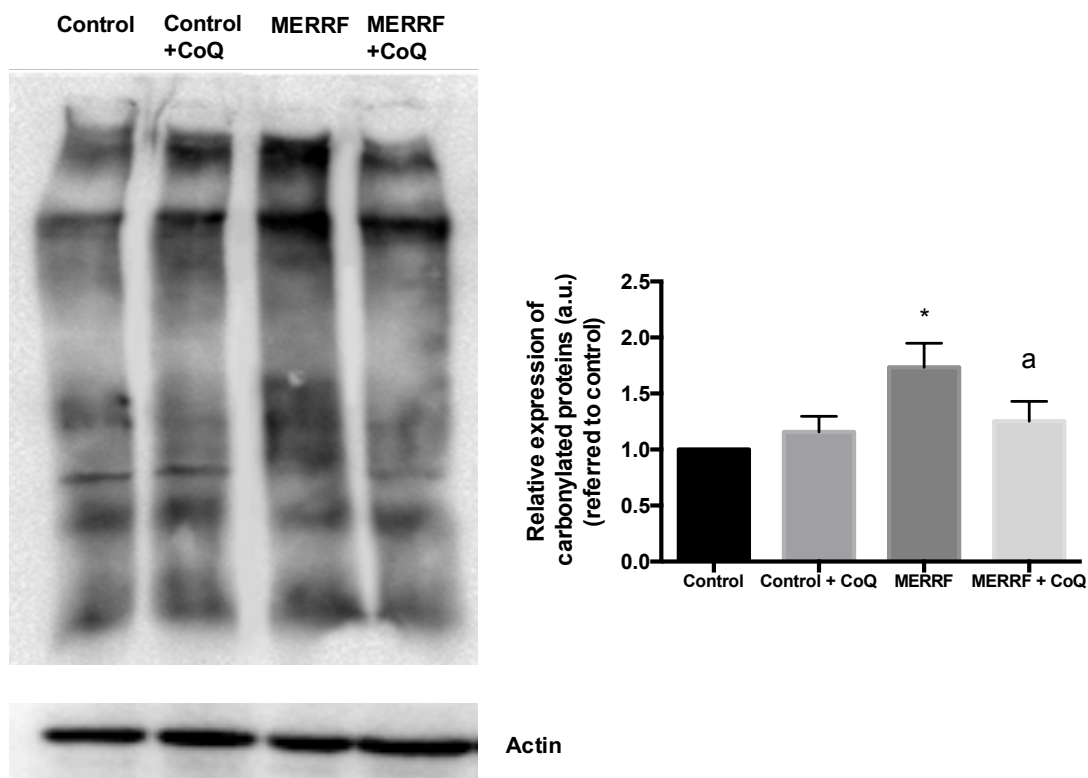 Control
Control
+CoQ
MERRF
MERRF
+CoQ
Actin
Relative expression of
carbonylated proteins (a.u.)
(referred to control)
2.5
2.0
1.5
1.0
0.5
0.0
*
a
Control
Control + CoQ
MERRF
MERRF + CoQ